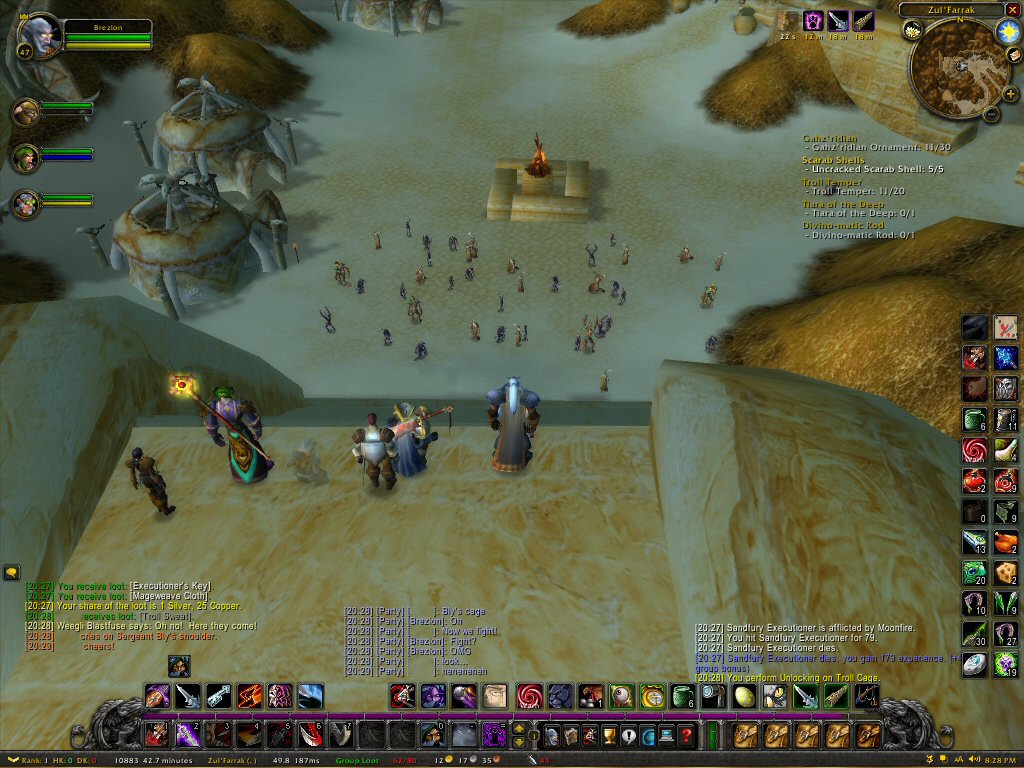 Brezlon
47
Zul'Farrak
N
22 s
12 m
18 m
18 m
Gahz'ridian
- Gahz'ridian Ornament: 11/30
Scarab Shells
- Uncracked Scarab Shell: 5/5
Troll Temper
- Troll Temper: 11/20
Tiara of the Deep
- Tiara of the Deep: 0/1
Divino-matic Rod
- Divino-matic Rod: 0/1
[20:27] You receive loot: [Executioner's Key].
[20:27] You receive loot: [Mageweave Cloth].
[20:27] Your share of the loot is 1 Silver, 25 Copper.
[20:28] receives loot: [Troll Sweat].
[20:28] Weegli Blastfuse says: Oh no! Here they come!
[20:28] cries on Sergeant Bly's shoulder.
[20:29] cheers!
[20:28] [Party] [ ]: Bly's cage
[20:28] [Party] [Brezlon]: On
[20:28] [Party] [ ]: Now we fight!
[20:28] [Party] [Brezlon]: Fight?
[20:28] [Party] [Brezlon]: OMG
[20:28] [Party] [ ]: look...
[20:29] [Party] [ ]: heheheheh
[20:27] Sandfury Executioner is afflicted by Moonfire.
[20:27] You hit Sandfury Executioner for 79.
[20:27] Sandfury Executioner dies.
[20:27] Sandfury Executioner dies, you gain 179 experience. (+
group bonus)
[20:28] You perform Unlocking on Troll Cage.
Rank: 1 HK: 0 DK: 0
10883 42.7 minutes
Zul'Farrak (,)
49.8 187ms
Group Loot
62/80
12 17 35
43
8:28 PM